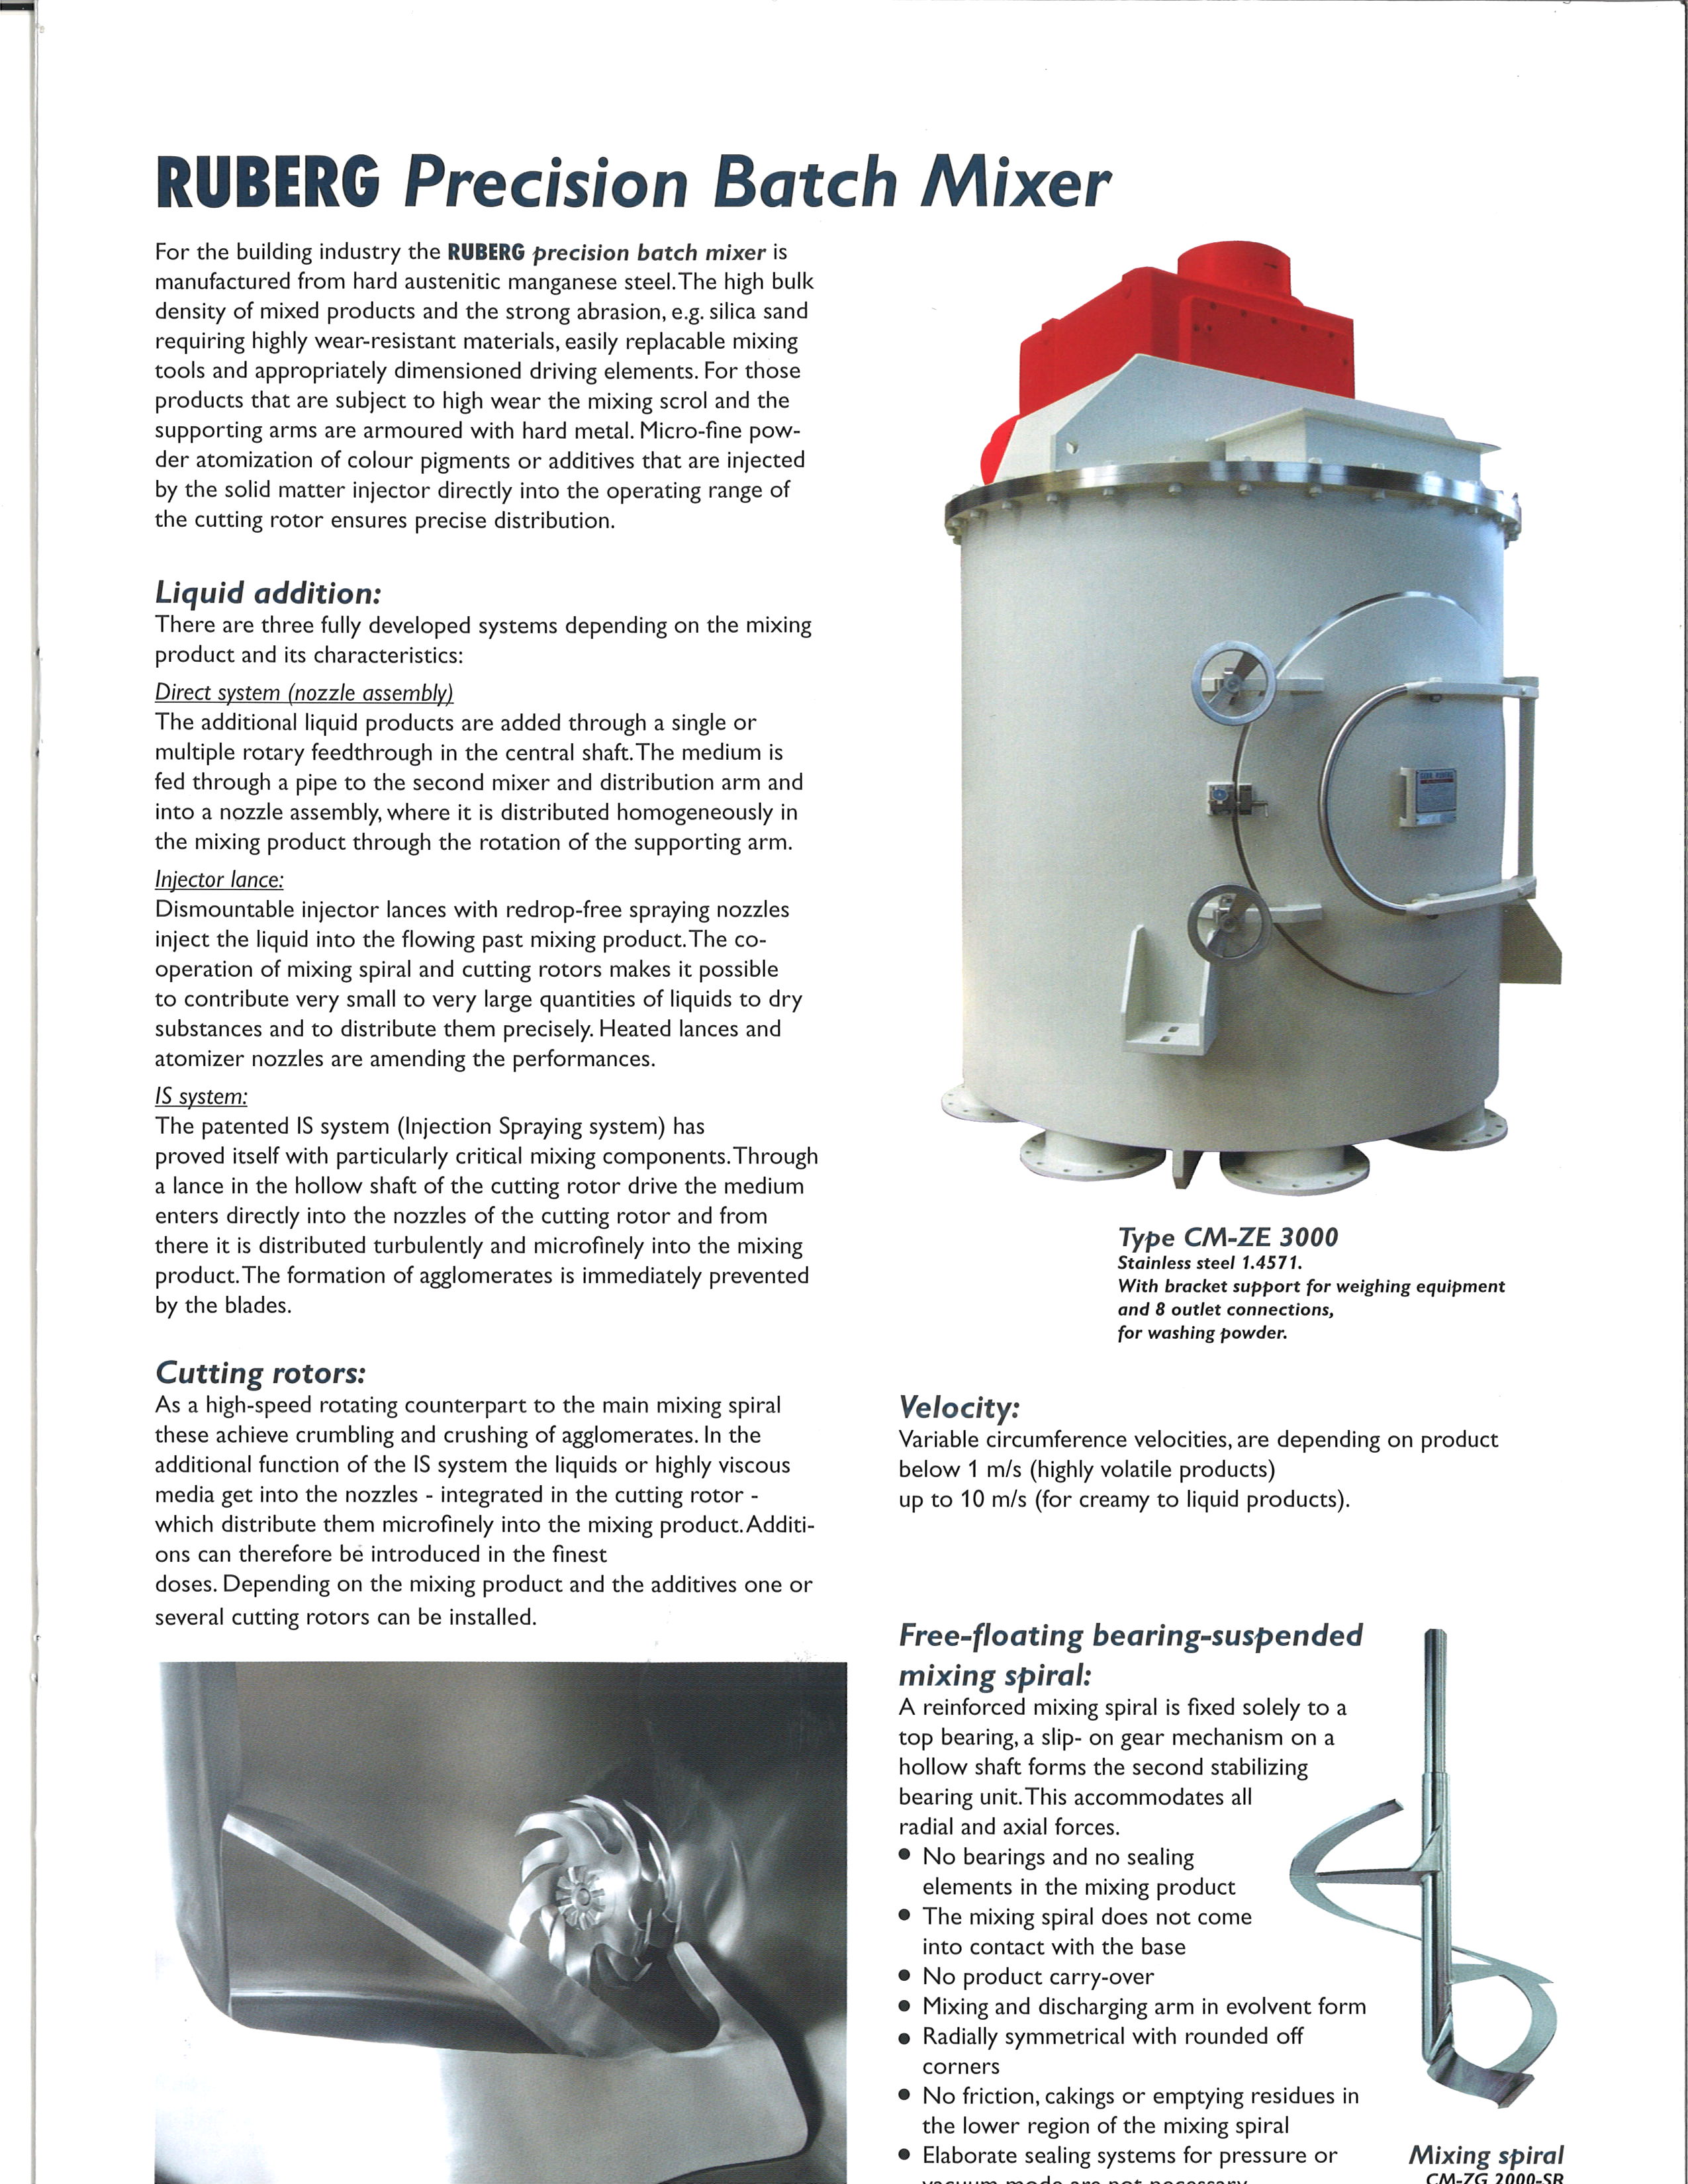 RUBERG Precision Batch Mixer
For the building industry the RUBERG precision batch mixer is
manufactured from hard austenitic manganese steel. The high bulk
density of mixed products and the strong abrasion, e.g. silica sand
requiring highly wear-resistant materials, easily replacable mixing
tools and appropriately dimensioned driving elements. For those
products that are subject to high wear the mixing scrol and the
supporting arms are armoured with hard metal. Micro-fine pow-
der atomization of colour pigments or additives that are injected
by the solid matter injector directly into the operating range of
the cutting rotor ensures precise distribution.
Liquid addition:
There are three fully developed systems depending on the mixing
product and its characteristics:
Direct system (nozzle assembly)
The additional liquid products are added through a single or
multiple rotary feedthrough in the central shaft. The medium is
fed through a pipe to the second mixer and distribution arm and
into a nozzle assembly, where it is distributed homogeneously in
the mixing product through the rotation of the supporting arm.
Injector lance:
Dismountable injector lances with redrop-free spraying nozzles
inject the liquid into the flowing past mixing product. The co-
operation of mixing spiral and cutting rotors makes it possible
to contribute very small to very large quantities of liquids to dry
substances and to distribute them precisely. Heated lances and
atomizer nozzles are amending the performances.
IS system:
The patented IS system (Injection Spraying system) has
proved itself with particularly critical mixing components. Through
a lance in the hollow shaft of the cutting rotor drive the medium
enters directly into the nozzles of the cutting rotor and from
there it is distributed turbulently and microfinely into the mixing
product. The formation of agglomerates is immediately prevented
by the blades.
Cutting rotors:
As a high-speed rotating counterpart to the main mixing spiral
these achieve crumbling and crushing of agglomerates. In the
additional function of the IS system the liquids or highly viscous
media get into the nozzles - integrated in the cutting rotor -
which distribute them microfinely into the mixing product. Additi-
ons can therefore be introduced in the finest
doses. Depending on the mixing product and the additives one or
several cutting rotors can be installed.
Type CM-ZE 3000
Stainless steel 1.4571.
With bracket support for weighing equipment
and 8 outlet connections,
for washing powder.
Velocity:
Variable circumference velocities, are depending on product
below 1 m/s (highly volatile products)
up to 10 m/s (for creamy to liquid products).
Free-floating bearing-suspended
mixing spiral:
A reinforced mixing spiral is fixed solely to a
top bearing, a slip- on gear mechanism on a
hollow shaft forms the second stabilizing
bearing unit. This accommodates all
radial and axial forces.
• No bearings and no sealing
elements in the mixing product
• The mixing spiral does not come
into contact with the base
• No product carry-over
• Mixing and discharging arm in evolvent form
• Radially symmetrical with rounded off
corners
• No friction, cakings or emptying residues in
the lower region of the mixing spiral
• Elaborate sealing systems for pressure or
vacuum mode are not necessary
Mixing spiral
CM-ZG 2000-SR